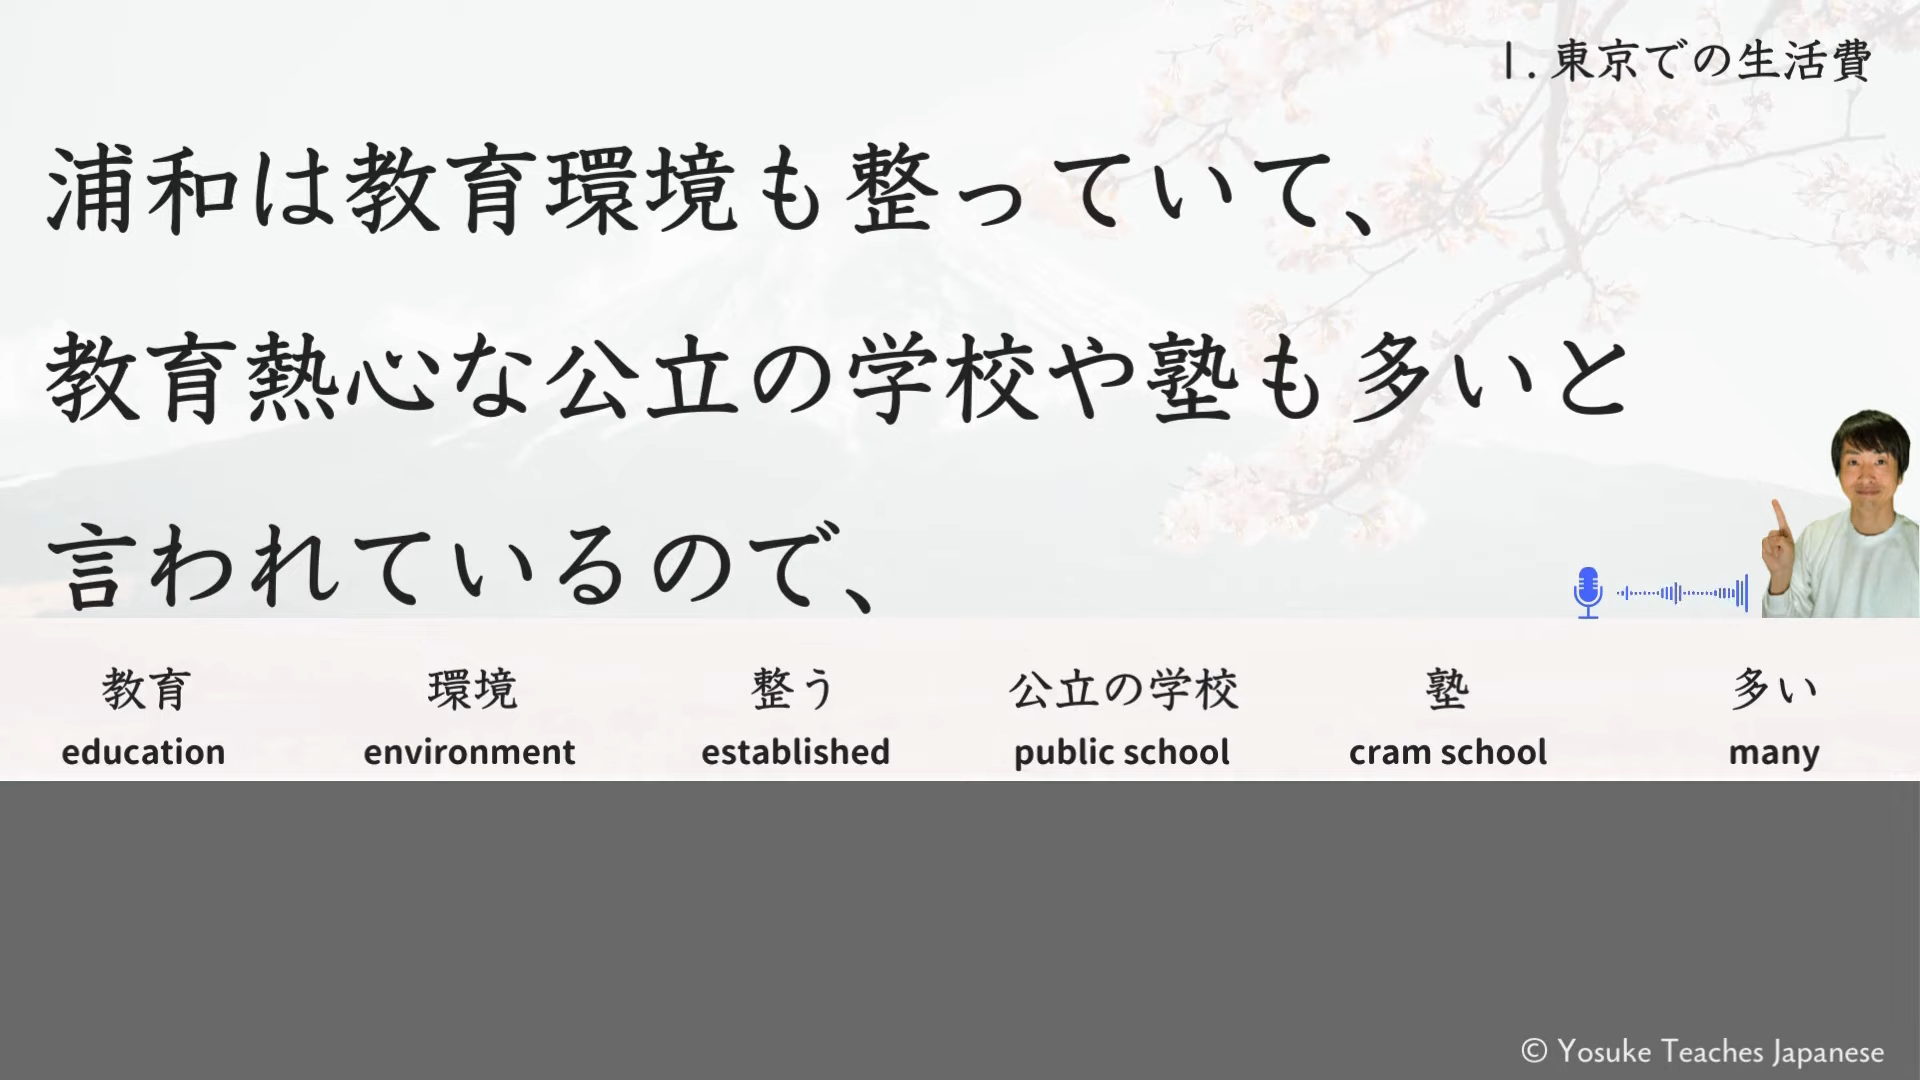 1. 東京での生活費
浦和は教育環境も整っていて、
教育熱心な公立の学校や塾も多いと
言われているので、
教育 環境 整う 公立の学校 塾 多い
education environment established public school cram school many
© Yosuke Teaches Japanese